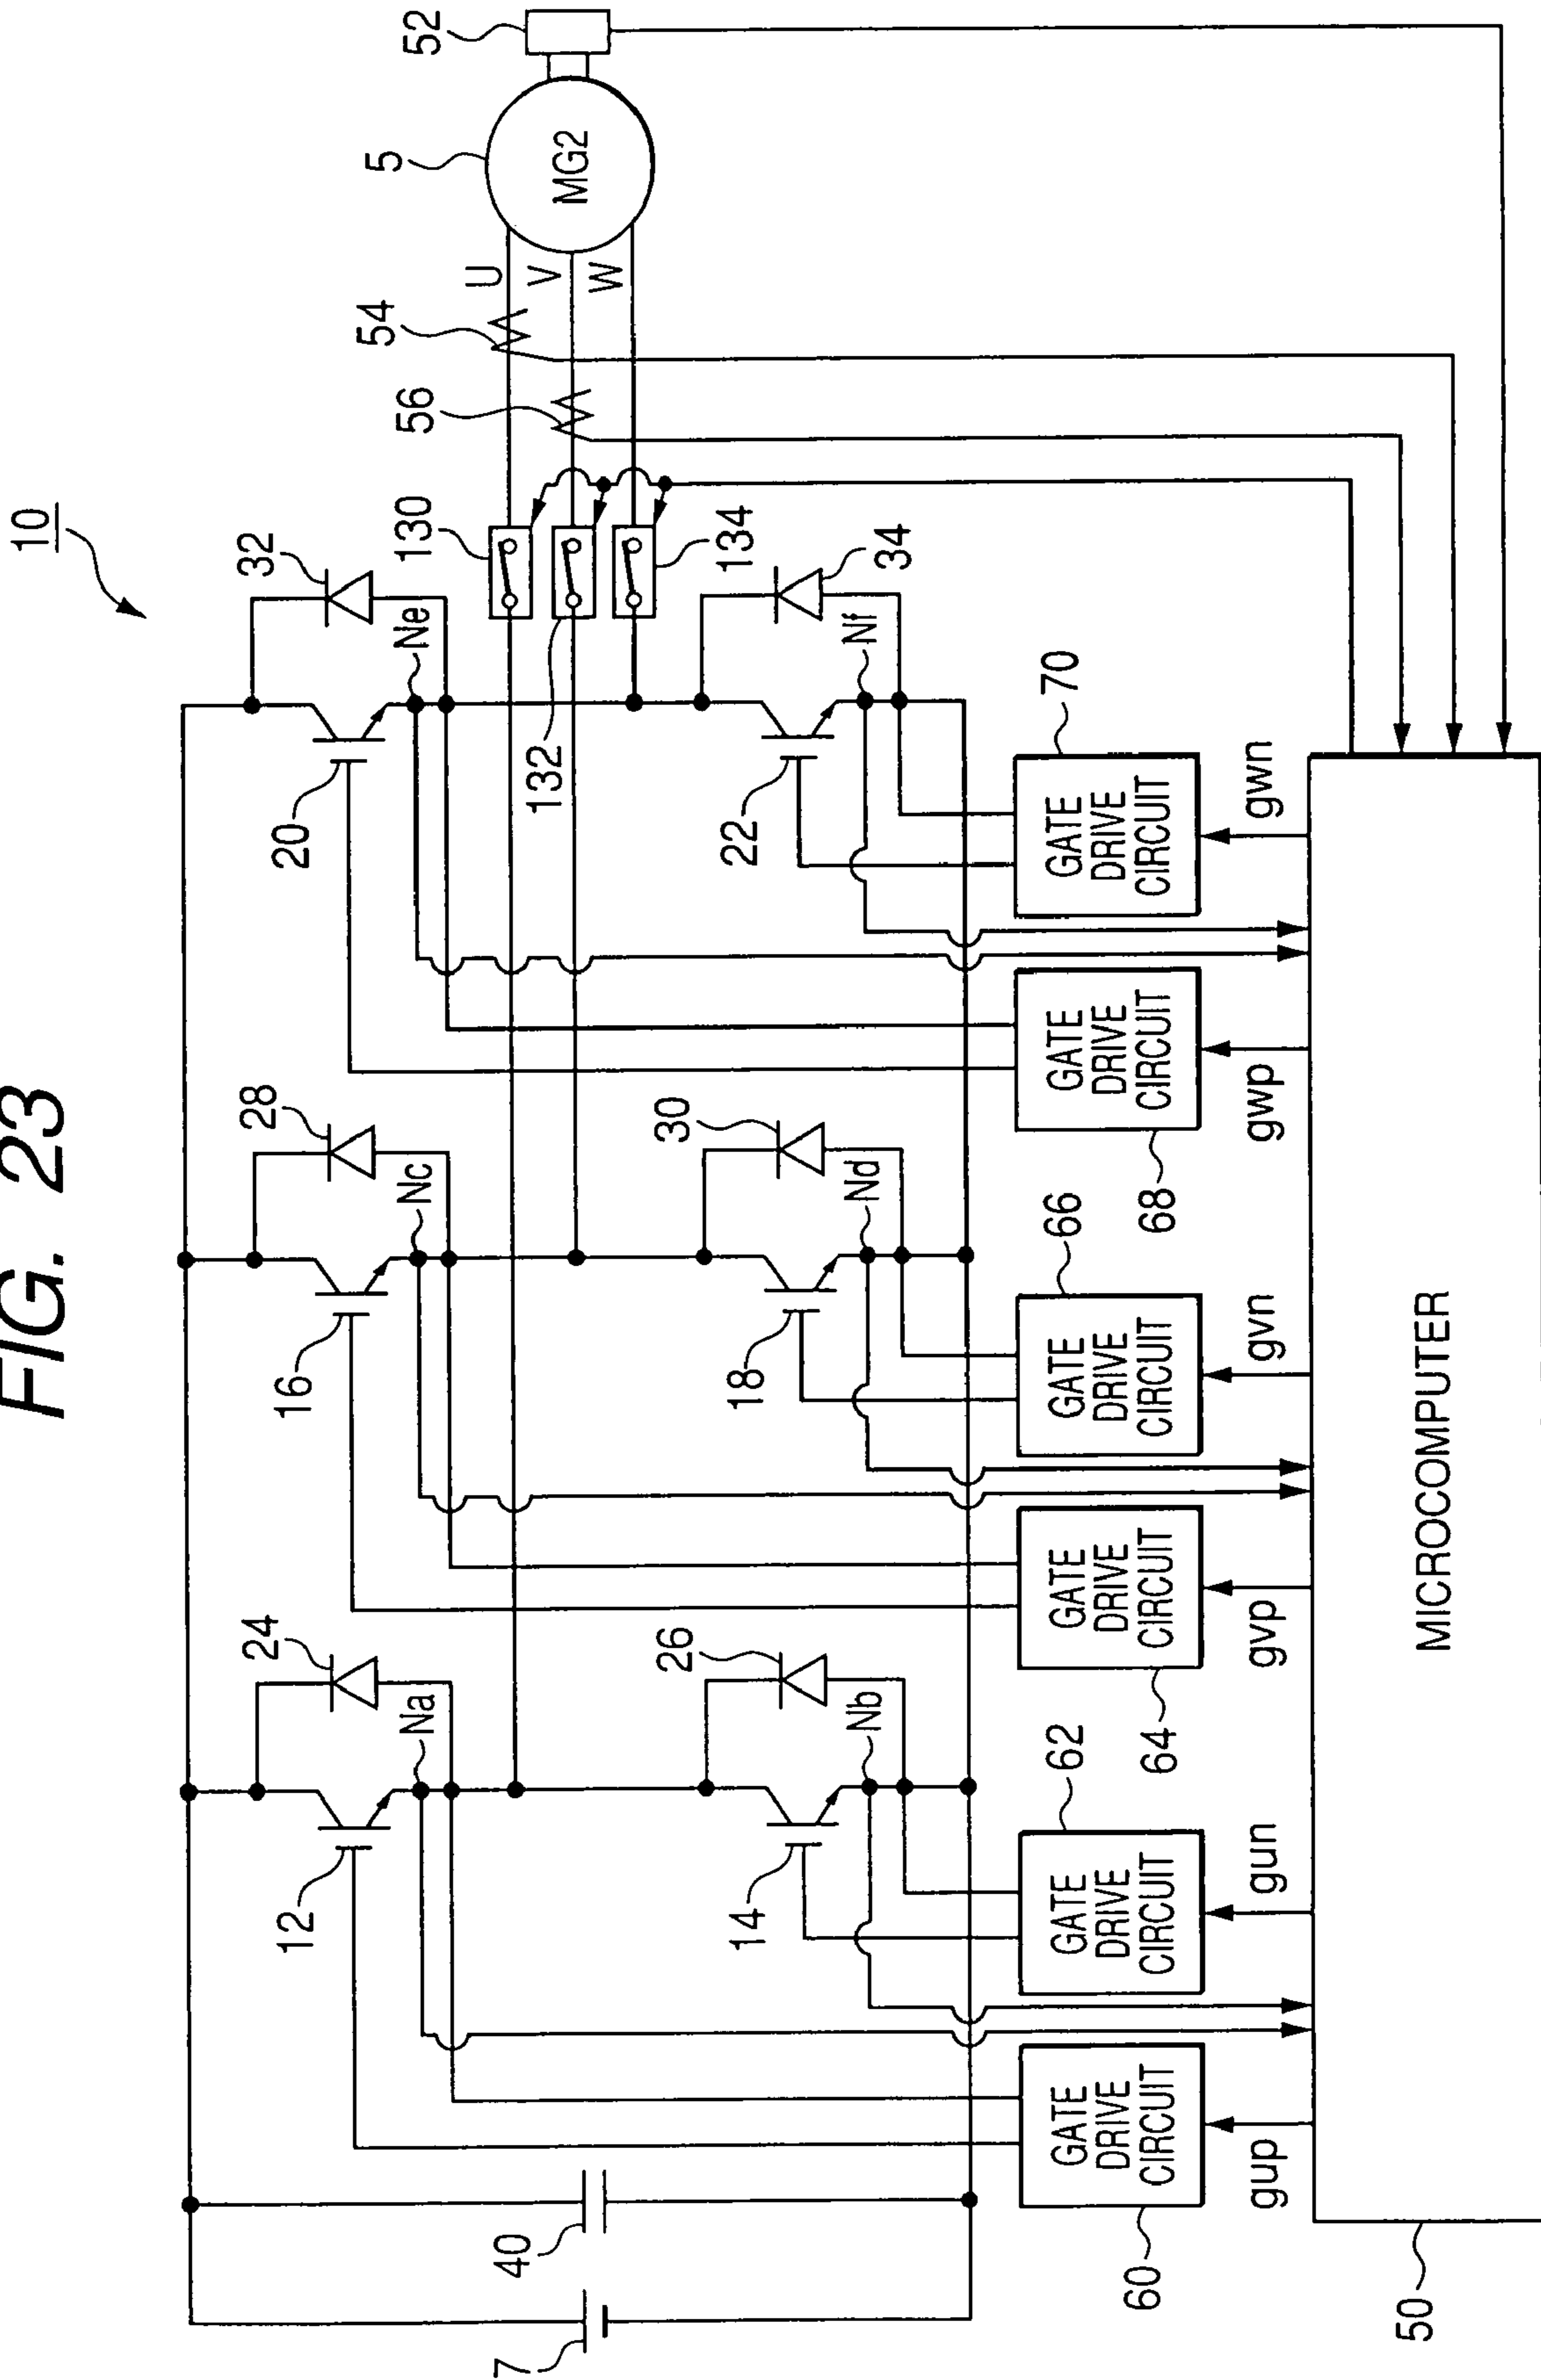 FIG. 23
10
7
40
12
24
Na
14
26
Nb
16
28
Nc
18
30
Nd
20
32
Ne
22
34
Nf
130
132
134
56
54
U
V
W
5
MG2
52
60
GATE
DRIVE
CIRCUIT
62
GATE
DRIVE
CIRCUIT
64
GATE
DRIVE
CIRCUIT
66
GATE
DRIVE
CIRCUIT
68
GATE
DRIVE
CIRCUIT
70
GATE
DRIVE
CIRCUIT
gup
gun
gvp
gvn
gwp
gwn
50
MICROCOMPUTER